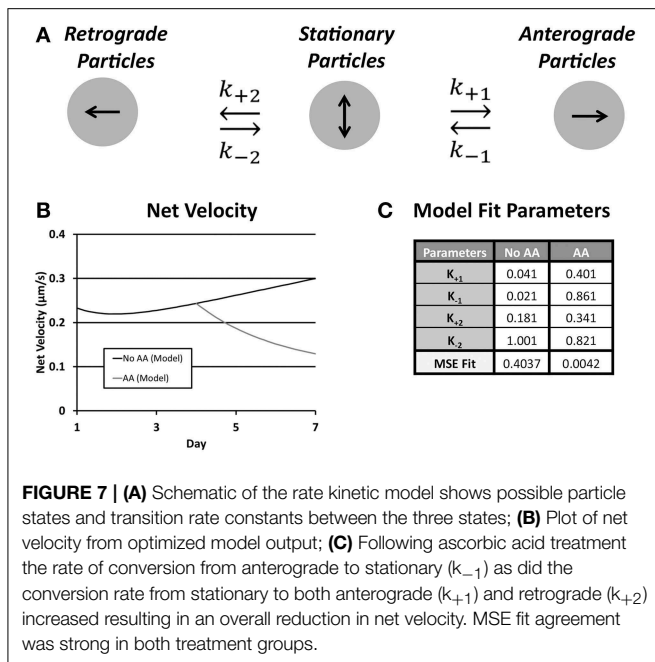 A
Retrograde Particles
Stationary Particles
Anterograde Particles
k+2
k−2
k+1
k−1
B
Net Velocity
Net Velocity (μm/s)
0.4
0.3
0.2
0.1
0
No AA (Model)
AA (Model)
1
3
5
7
Day
C
Model Fit Parameters
Parameters No AA AA
K+1 0.041 0.401
K-1 0.021 0.861
K+2 0.181 0.341
K-2 1.001 0.821
MSE Fit 0.4037 0.0042
FIGURE 7 | (A) Schematic of the rate kinetic model shows possible particle
states and transition rate constants between the three states; (B) Plot of net
velocity from optimized model output; (C) Following ascorbic acid treatment
the rate of conversion from anterograde to stationary (k−1) as did the
conversion rate from stationary to both anterograde (k+1) and retrograde (k+2)
increased resulting in an overall reduction in net velocity. MSE fit agreement
was strong in both treatment groups.